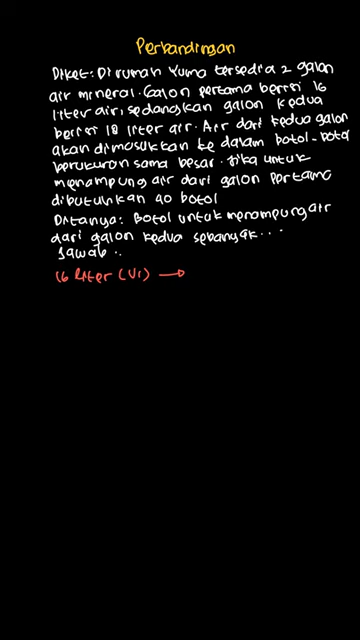 Perbandingan
Diket: Di rumah Yuma tersedia 2 galon
air mineral. Galon pertama berisi 16
liter air, sedangkan galon kedua
berisi 18 liter air. Air dari kedua galon
akan dimasukkan ke dalam botol-botol
berukuran sama besar. Jika untuk
menampung air dari galon pertama
dibutuhkan 40 botol
Ditanya: Botol untuk menampung air
dari galon kedua sebanyak...
Jawab :
16 liter (V1) →